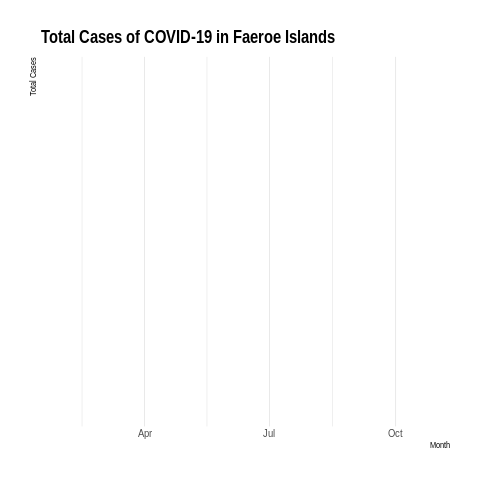 Total Cases of COVID-19 in Faeroe Islands
Total Cases
Apr Jul Oct
Month